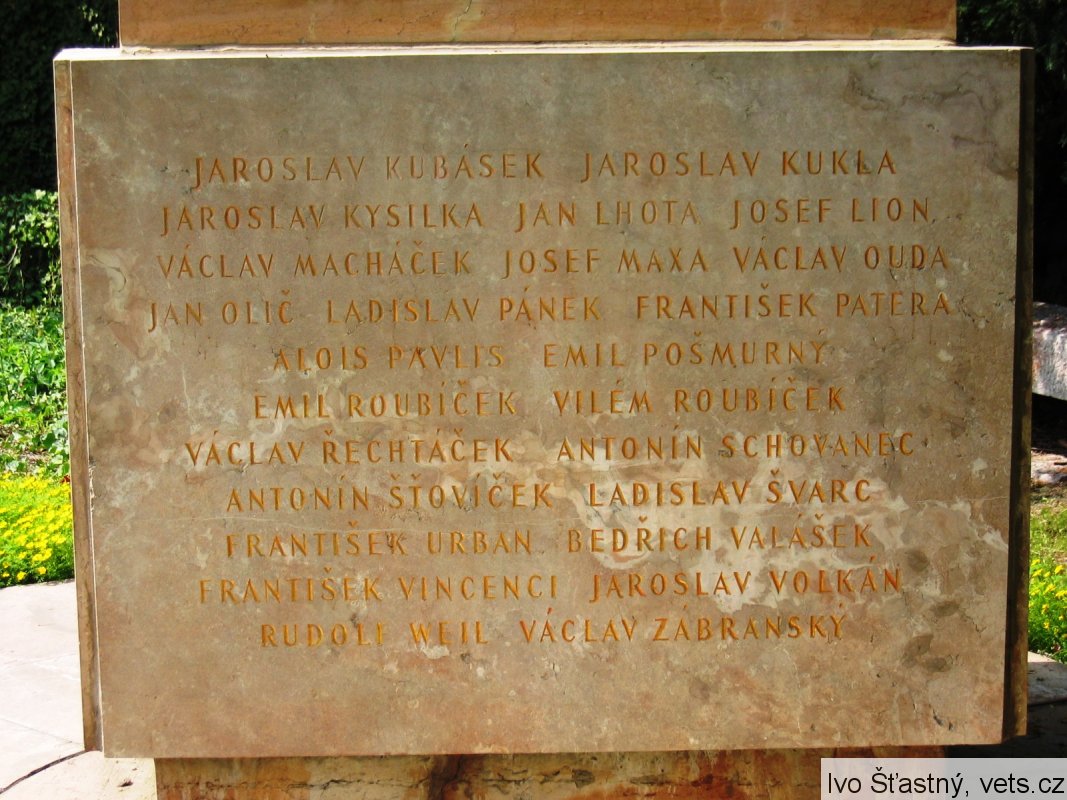 JAROSLAV KUBÁSEK JAROSLAV KUKLA
JAROSLAV KYSILKA JAN LHOTA JOSEF LION
VÁCLAV MACHÁČEK JOSEF MAXA VÁCLAV OUDA
JAN OLIČ LADISLAV PÁNEK FRANTIŠEK PATERA
ALOIS PAVLIS EMIL POŠMURNÝ
EMIL ROUBÍČEK VILÉM ROUBÍČEK
VÁCLAV ŘECHTÁČEK ANTONÍN SCHOVANEC
ANTONIN ŠŤOVÍČEK LADISLAV ŠVARC
FRANTIŠEK URBAN BEDŘICH VALÁŠEK
FRANTIŠEK VINCENCI JAROSLAV VOLKÁN
RUDOLF WEIL VÁCLAV ZÁBRANSKÝ
Ivo Šťastný, vets.cz